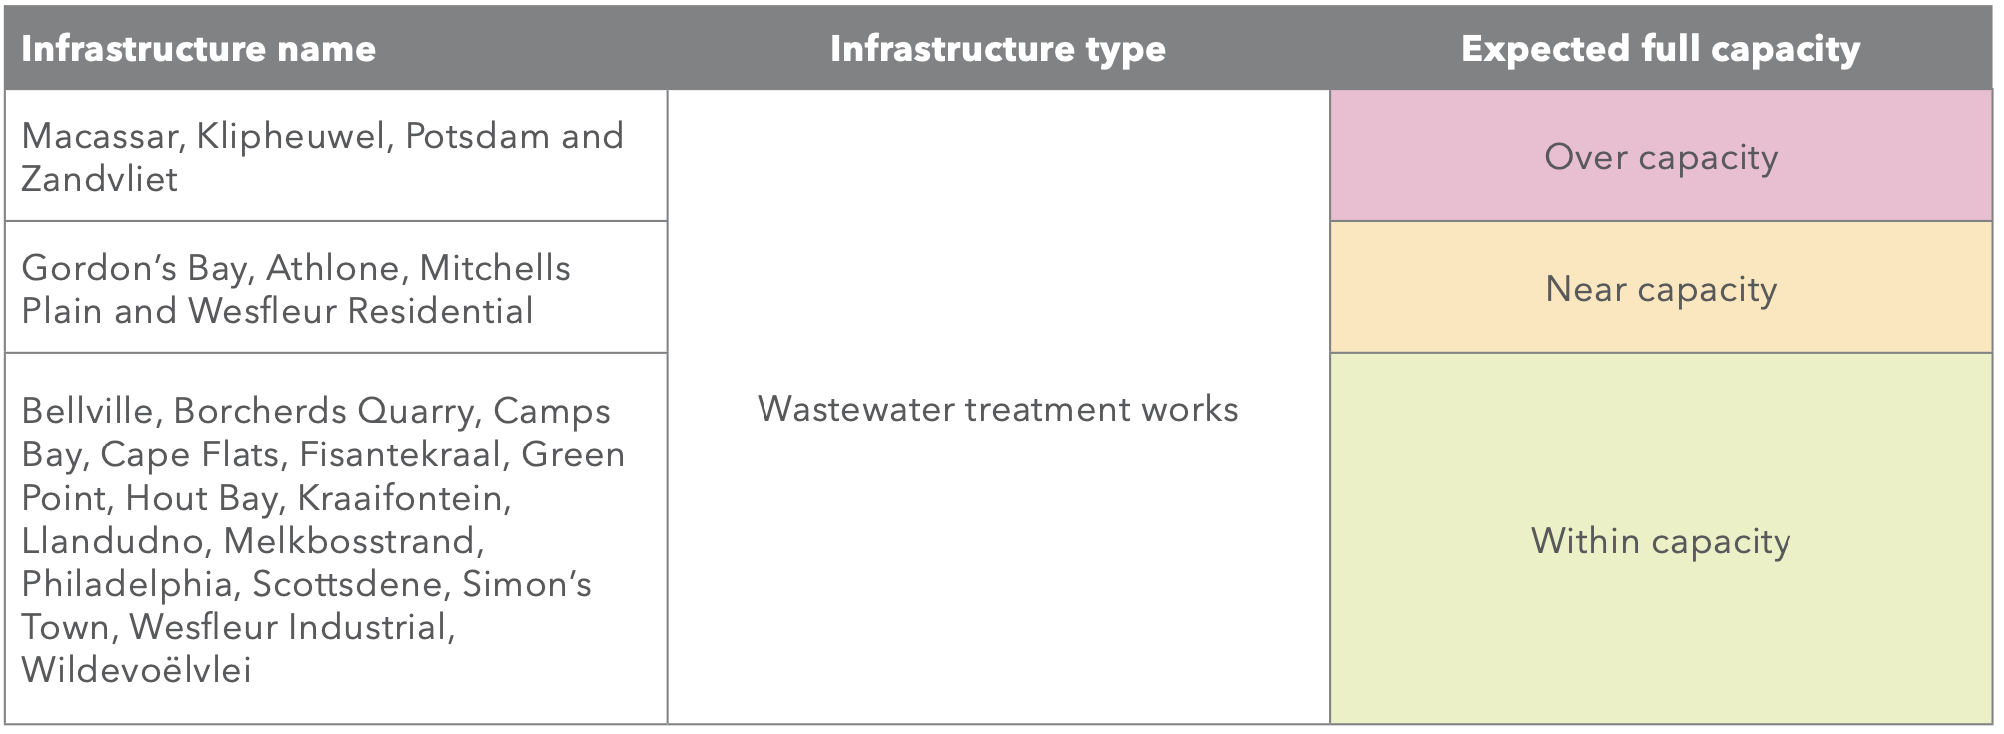 Infrastructure name
Infrastructure type
Expected full capacity
Macassar, Klipheuwel, Potsdam and
Zandvliet
Over capacity
Gordon’s Bay, Athlone, Mitchells
Plain and Wesfleur Residential
Near capacity
Wastewater treatment works
Bellville, Borcherds Quarry, Camps
Bay, Cape Flats, Fisantekraal, Green
Point, Hout Bay, Kraaifontein,
Llandudno, Melkbosstrand,
Philadelphia, Scottsdene, Simon’s
Town, Wesfleur Industrial,
Wildevoëlvlei
Within capacity